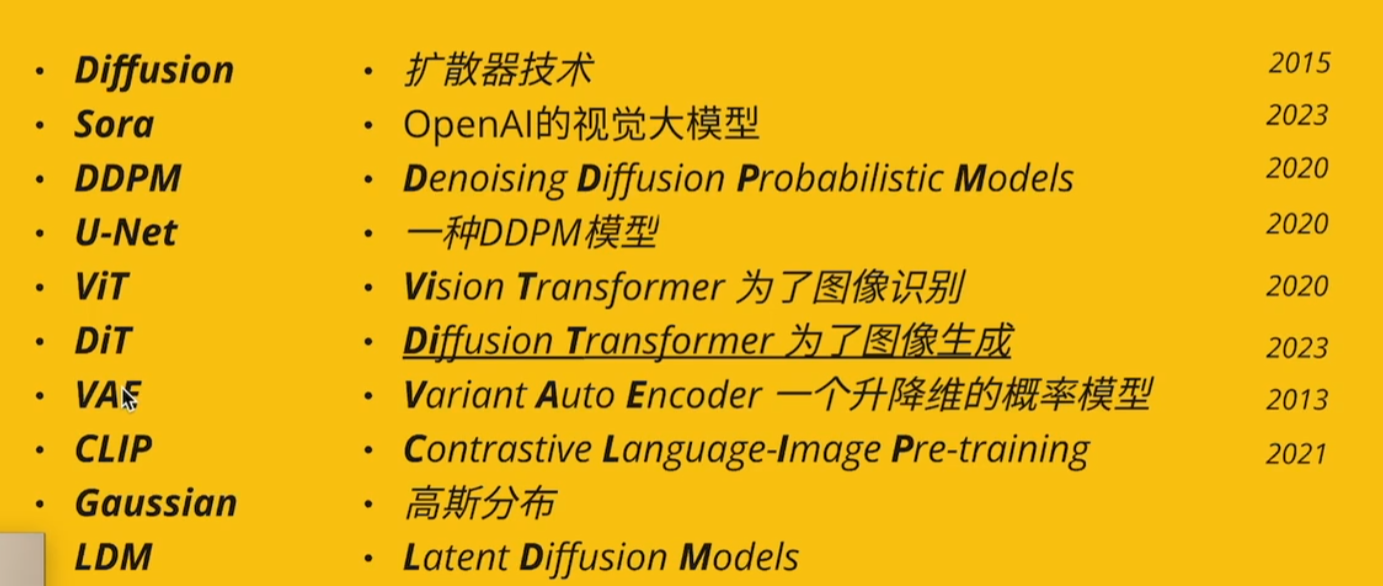 • Diffusion • 扩散器技术 2015
• Sora • OpenAI的视觉大模型 2023
• DDPM • Denoising Diffusion Probabilistic Models 2020
• U-Net • 一种DDPM模型 2020
• ViT • Vision Transformer 为了图像识别 2020
• DiT • Diffusion Transformer 为了图像生成 2023
• VAE • Variant Auto Encoder 一个升降维的概率模型 2013
• CLIP • Contrastive Language-Image Pre-training 2021
• Gaussian • 高斯分布
LDM • Latent Diffusion Models